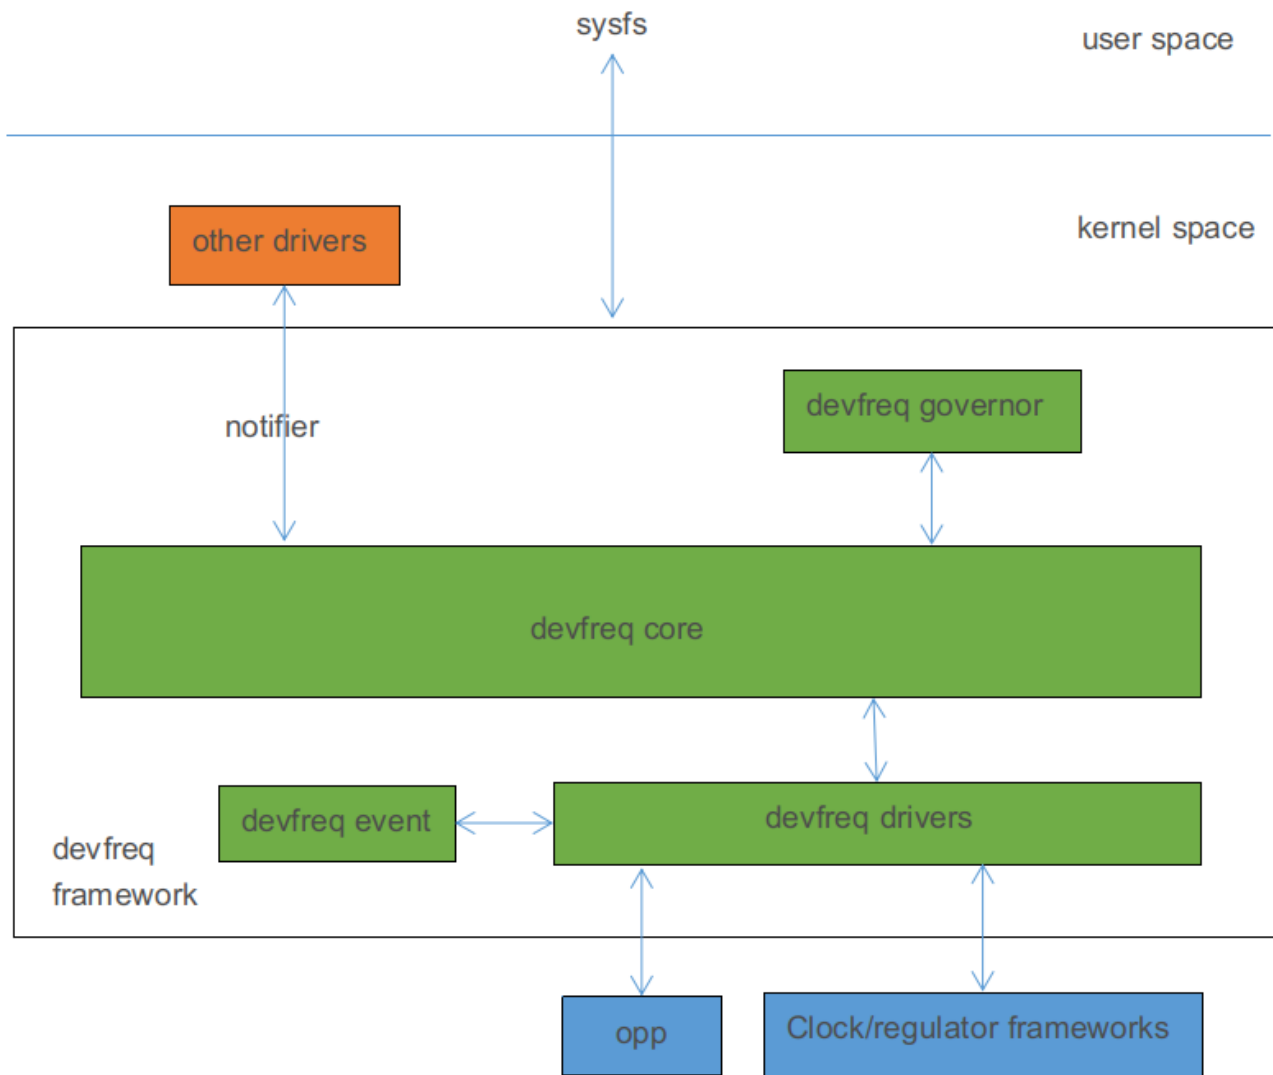 sysfs
user space
kernel space
other drivers
notifier
devfreq governor
devfreq core
devfreq event
devfreq drivers
devfreq
framework
opp
Clock/regulator frameworks